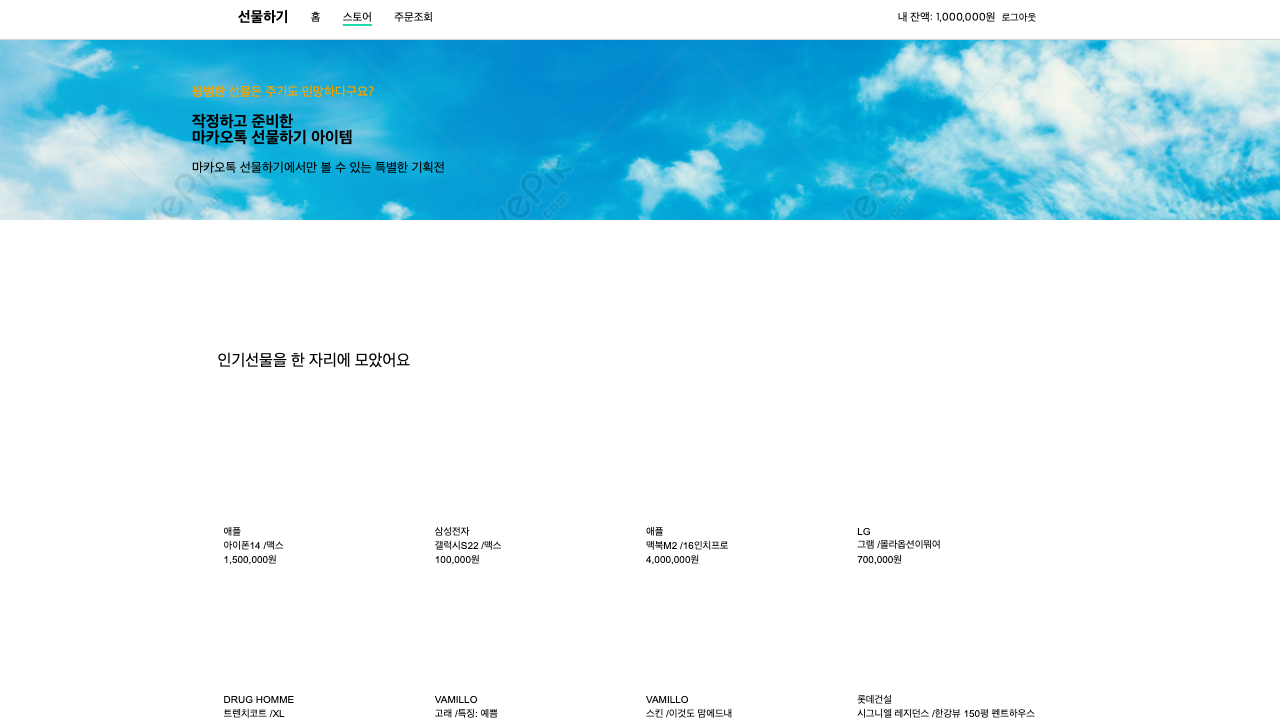 선물하기 홈 스토어 주문조회 내 잔액: 1,000,000원 로그아웃
평범한 선물은 주기도 민망하다구요?
작정하고 준비한
마카오톡 선물하기 아이템
마카오톡 선물하기에서만 볼 수 있는 특별한 기획전
인기선물을 한 자리에 모았어요
애플
아이폰14 /맥스
1,500,000원
삼성전자
갤럭시S22 /맥스
100,000원
애플
맥북M2 /16인치프로
4,000,000원
LG
그램 /몰라옵션이뭐여
700,000원
DRUG HOMME
트렌치코트 /XL
VAMILLO
고래 /특징: 예쁨
VAMILLO
스킨 /이것도 맘에드내
롯데건설
시그니엘 레지던스 /한강뷰 150평 펜트하우스